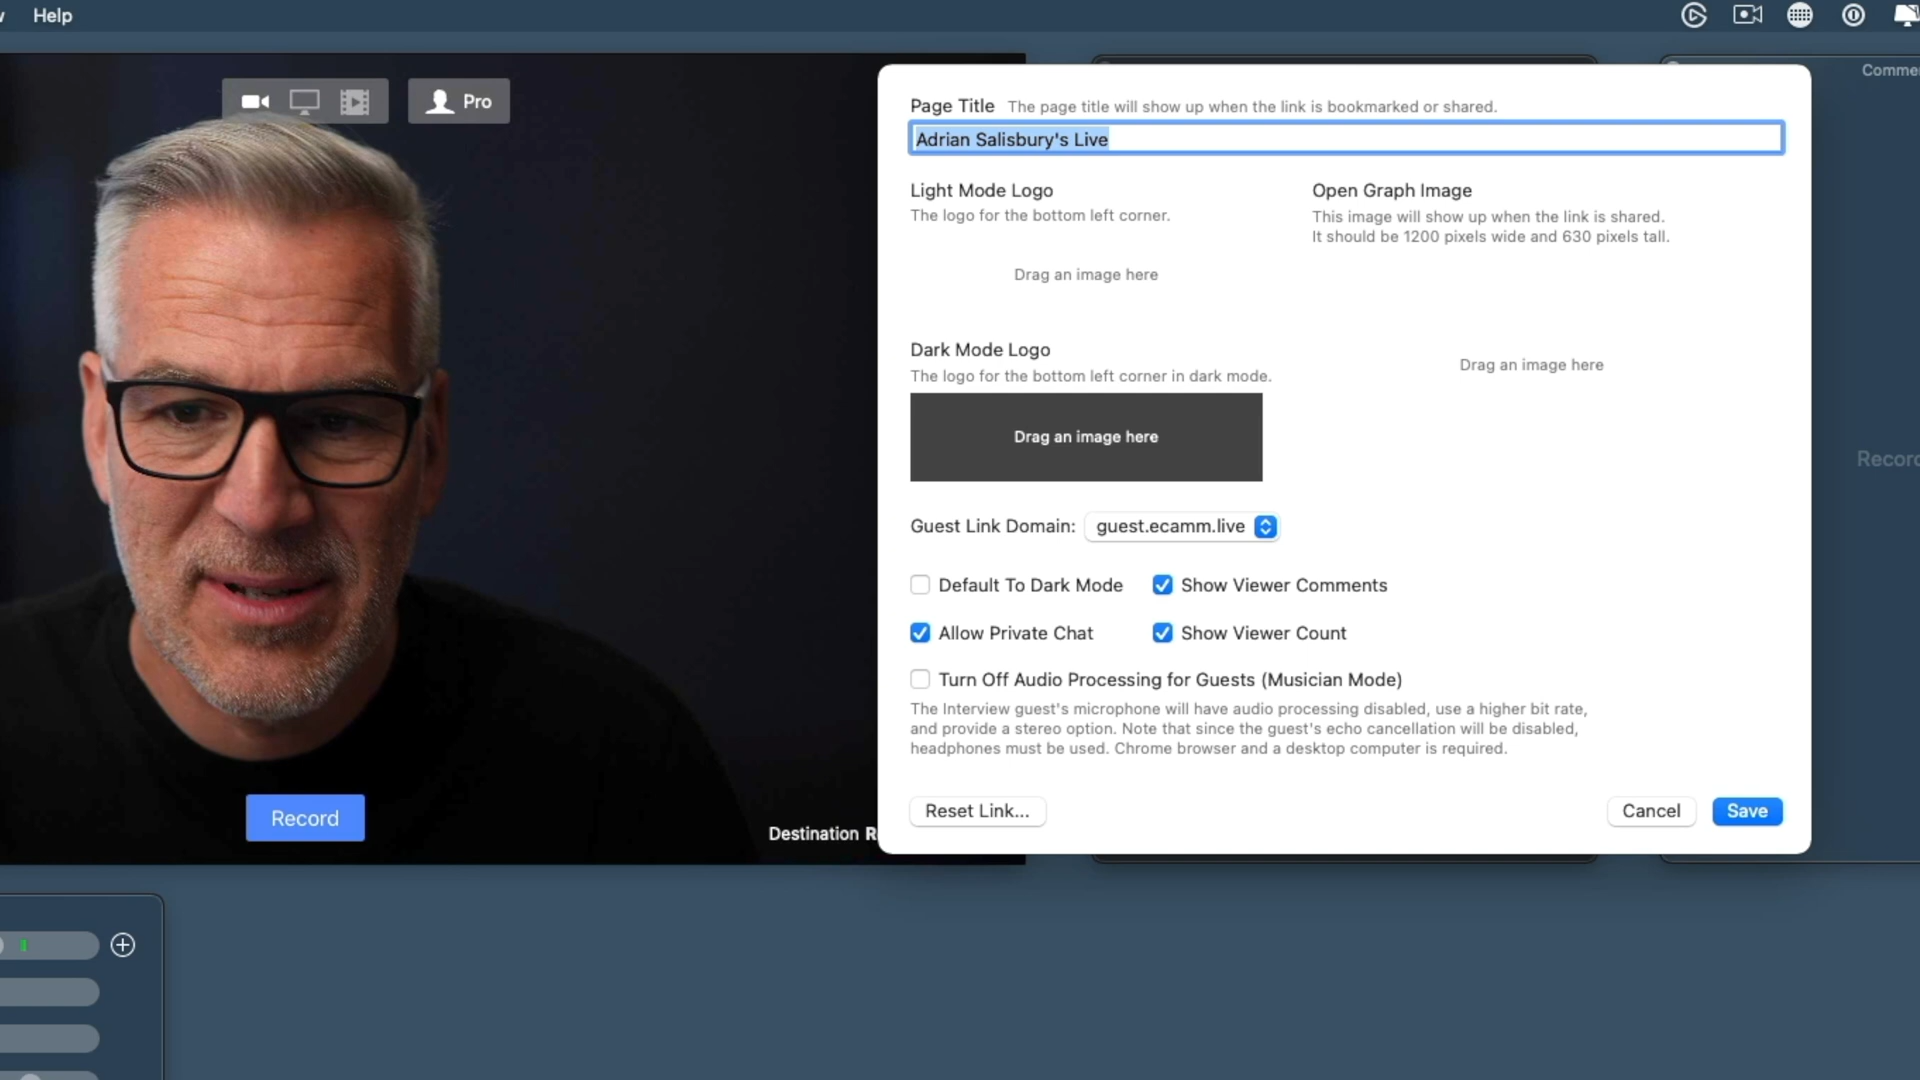 Help
Pro
Page Title The page title will show up when the link is bookmarked or shared.
Adrian Salisbury's Live
Light Mode Logo
The logo for the bottom left corner.
Drag an image here
Open Graph Image
This image will show up when the link is shared.
It should be 1200 pixels wide and 630 pixels tall.
Drag an image here
Dark Mode Logo
The logo for the bottom left corner in dark mode.
Drag an image here
Guest Link Domain: guest.ecamm.live
Default To Dark Mode Show Viewer Comments
Allow Private Chat Show Viewer Count
Turn Off Audio Processing for Guests (Musician Mode)
The Interview guest's microphone will have audio processing disabled, use a higher bit rate,
and provide a stereo option. Note that since the guest's echo cancellation will be disabled,
headphones must be used. Chrome browser and a desktop computer is required.
Reset Link... Cancel Save
Record
Destination R
Comme
Record